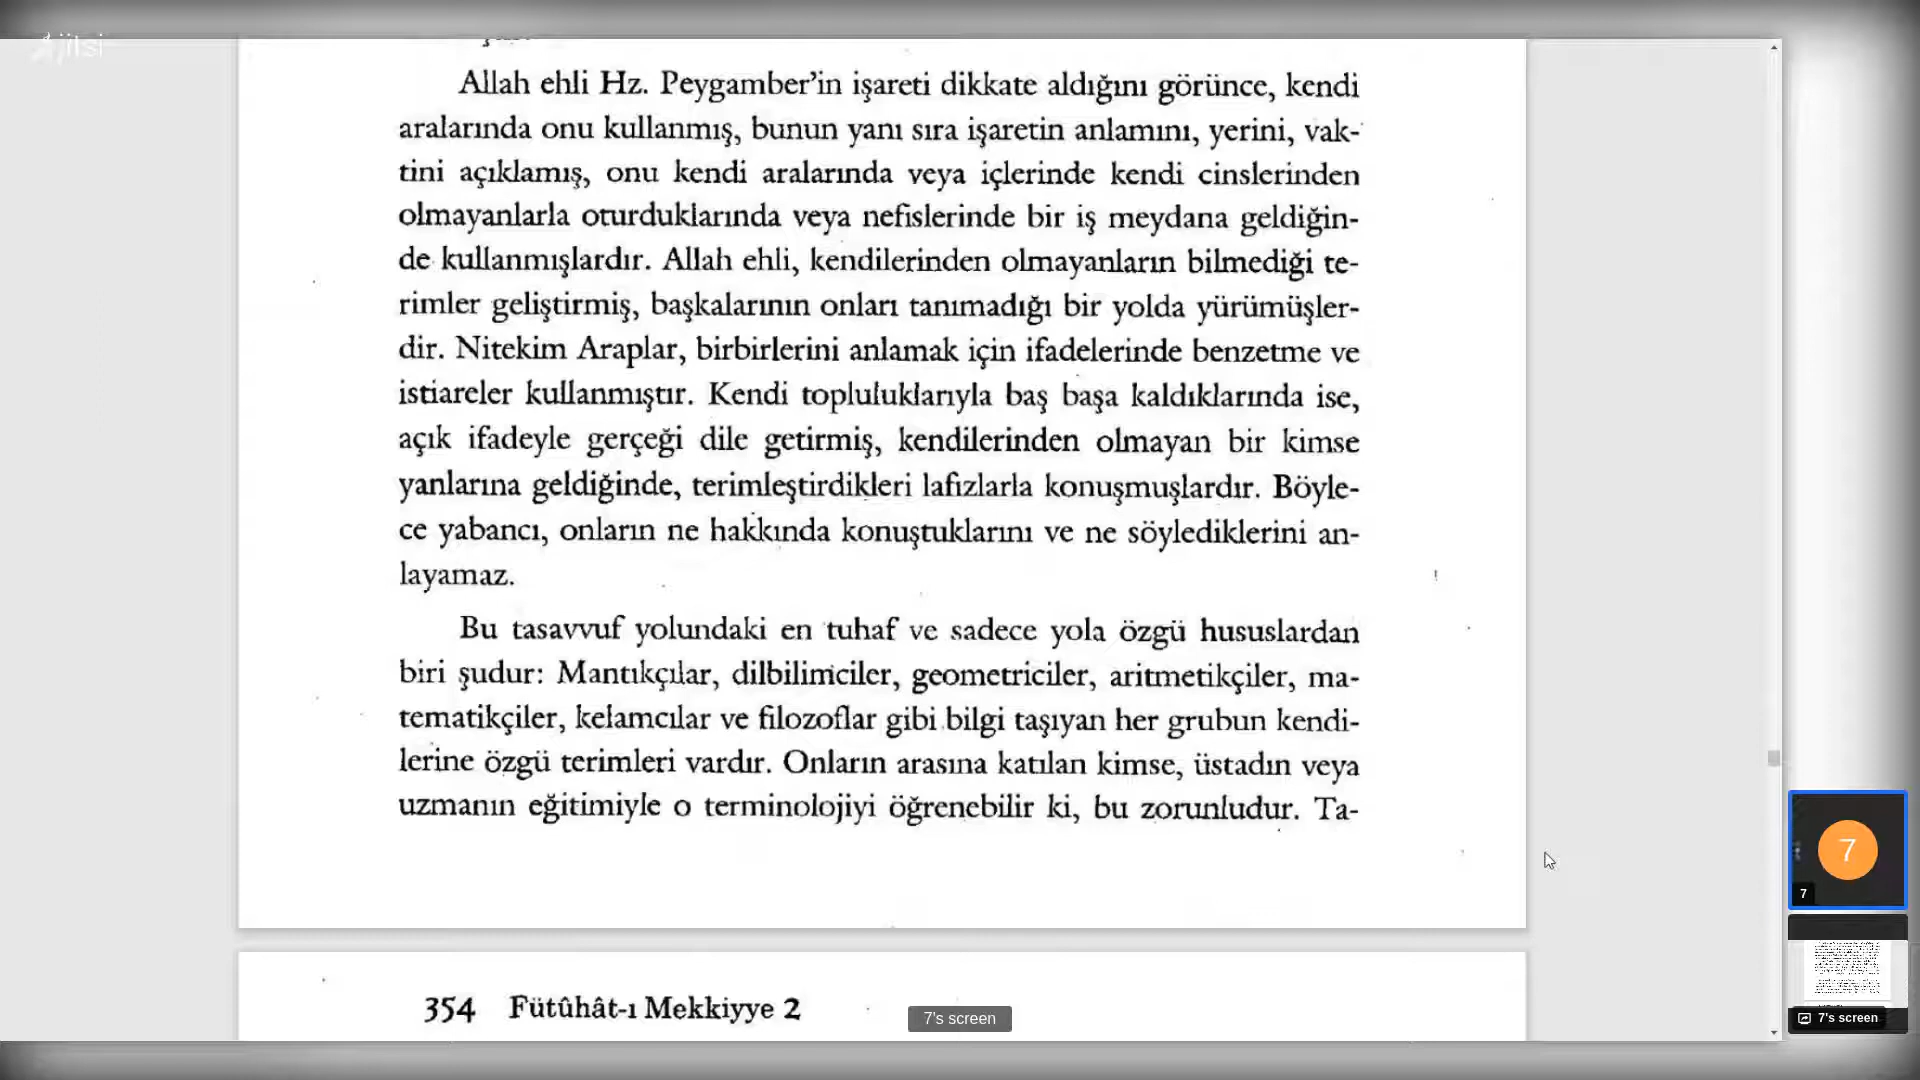 jitsi
Allah ehli Hz. Peygamber'in işareti dikkate aldığını görünce, kendi
aralarında onu kullanmış, bunun yanı sıra işaretin anlamını, yerini, vak-
tini açıklamış, onu kendi aralarında veya içlerinde kendi cinslerinden
olmayanlarla oturduklarında veya nefislerinde bir iş meydana geldiğin-
de kullanmışlardır. Allah ehli, kendilerinden olmayanların bilmediği te-
rimler geliştirmiş, başkalarının onları tanımadığı bir yolda yürümüşler-
dir. Nitekim Araplar, birbirlerini anlamak için ifadelerinde benzetme ve
istiareler kullanmıştır. Kendi topluluklarıyla baş başa kaldıklarında ise,
açık ifadeyle gerçeği dile getirmiş, kendilerinden olmayan bir kimse
yanlarına geldiğinde, terimleştirdikleri lafızlarla konuşmuşlardır. Böyle-
ce yabancı, onların ne hakkında konuştuklarını ve ne söylediklerini an-
layamaz.
Bu tasavvuf yolundaki en tuhaf ve sadece yola özgü hususlardan
biri şudur: Mantıkçılar, dilbilimciler, geometriciler, aritmetikçiler, ma-
tematikçiler, kelamcılar ve filozoflar gibi bilgi taşıyan her grubun kendi-
lerine özgü terimleri vardır. Onların arasına katılan kimse, üstadın veya
uzmanın eğitimiyle o terminolojiyi öğrenebilir ki, bu zorunludur. Ta-
354 Fütûhât-ı Mekkiyye 2
7's screen
7
7
7's screen